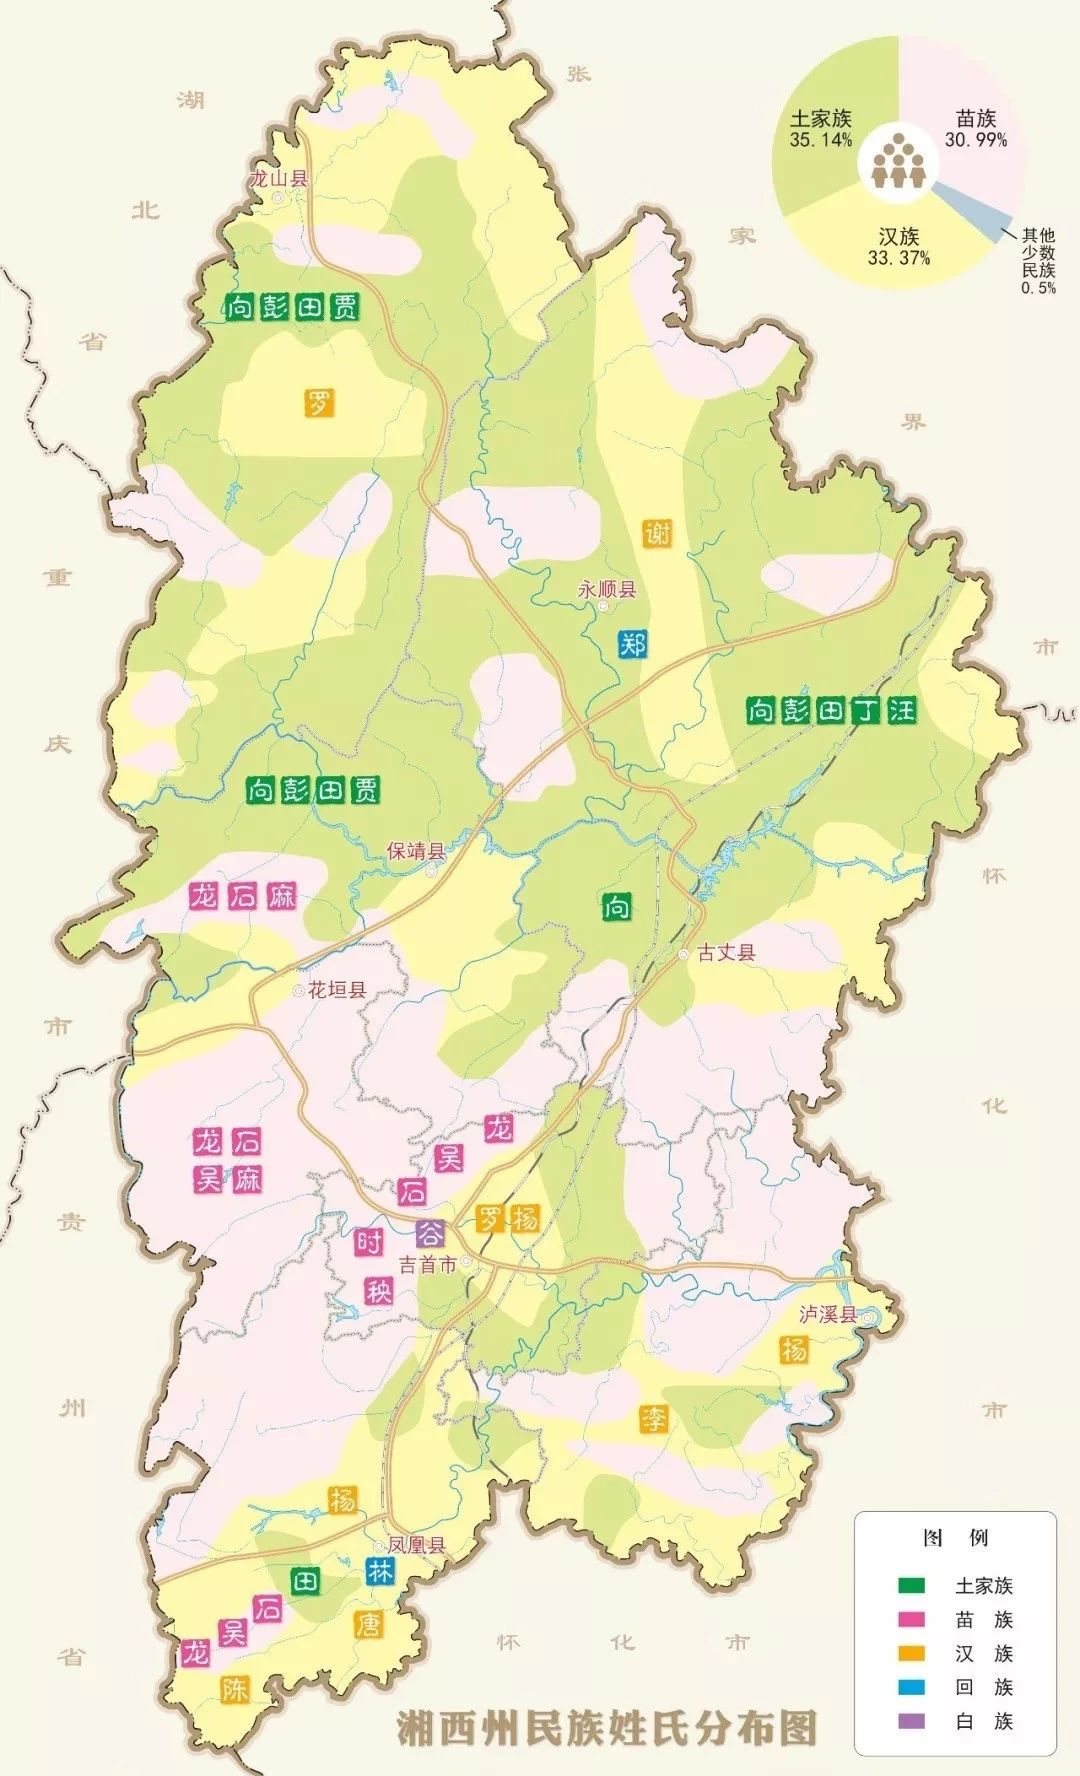 湖
北
省
重
庆
市
贵
州
省
张
家
界
市
怀
化
市
怀化市
土家族
35.14%
苗族
30.99%
汉族
33.37%
其他
少数
民族
0.5%
龙山县
向彭田贾
罗
谢
永顺县
郑
向彭田丁汪
向彭田贾
保靖县
龙石麻
向
古丈县
花垣县
龙石
吴麻
龙
吴
石
罗杨
时
谷
吉首市
秧
泸溪县
杨
李
杨
凤凰县
田
林
石
吴
龙
唐
陈
图 例
土家族
苗 族
汉 族
回 族
白 族
湘西州民族姓氏分布图